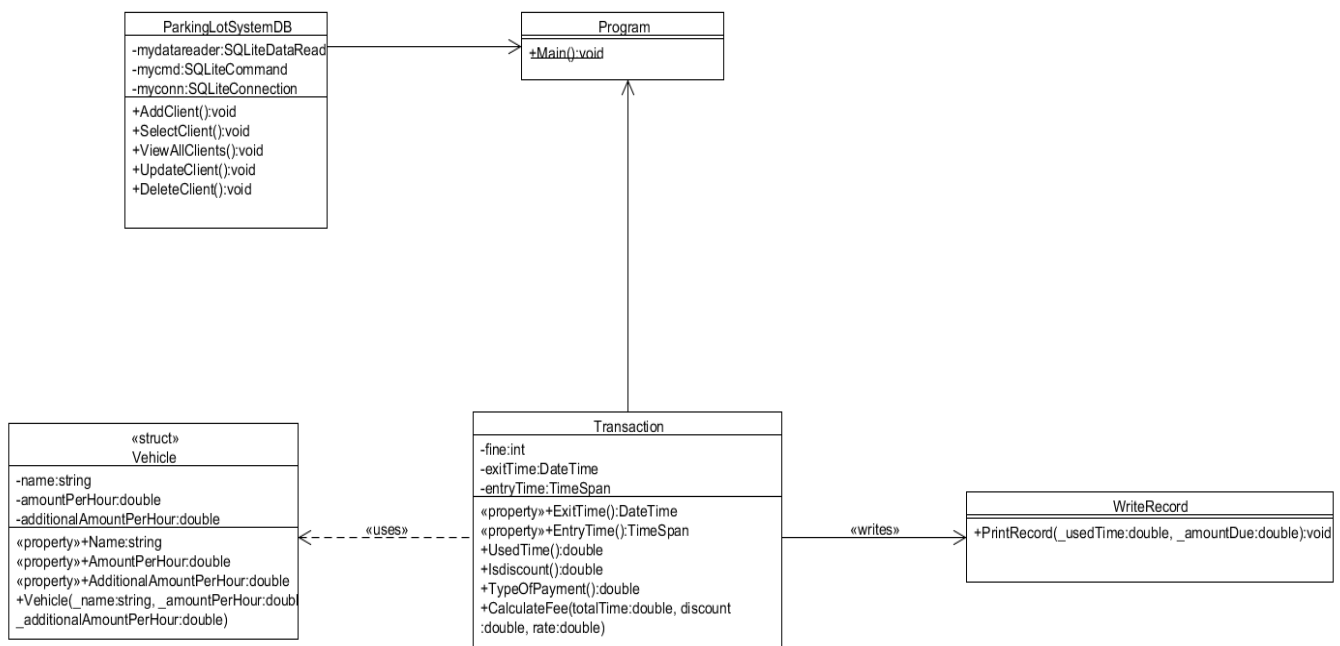 ParkingLotSystemDB
-mydatareader:SQLiteDataRead
-mycmd:SQLiteCommand
-myconn:SQLiteConnection
+AddClient():void
+SelectClient():void
+ViewAllClients():void
+UpdateClient():void
+DeleteClient():void
Program
+Main():void
«struct»
Vehicle
-name:string
-amountPerHour:double
-additionalAmountPerHour:double
«property»+Name:string
«property»+AmountPerHour:double
«property»+AdditionalAmountPerHour:double
+Vehicle(_name:string, _amountPerHour:doubl
_additionalAmountPerHour:double)
«uses»
Transaction
-fine:int
-exitTime:DateTime
-entryTime:TimeSpan
«property»+ExitTime():DateTime
«property»+EntryTime():TimeSpan
+UsedTime():double
+Isdiscount():double
+TypeOfPayment():double
+CalculateFee(totalTime:double, discount
:double, rate:double)
«writes»
WriteRecord
+PrintRecord(_usedTime:double, _amountDue:double):void